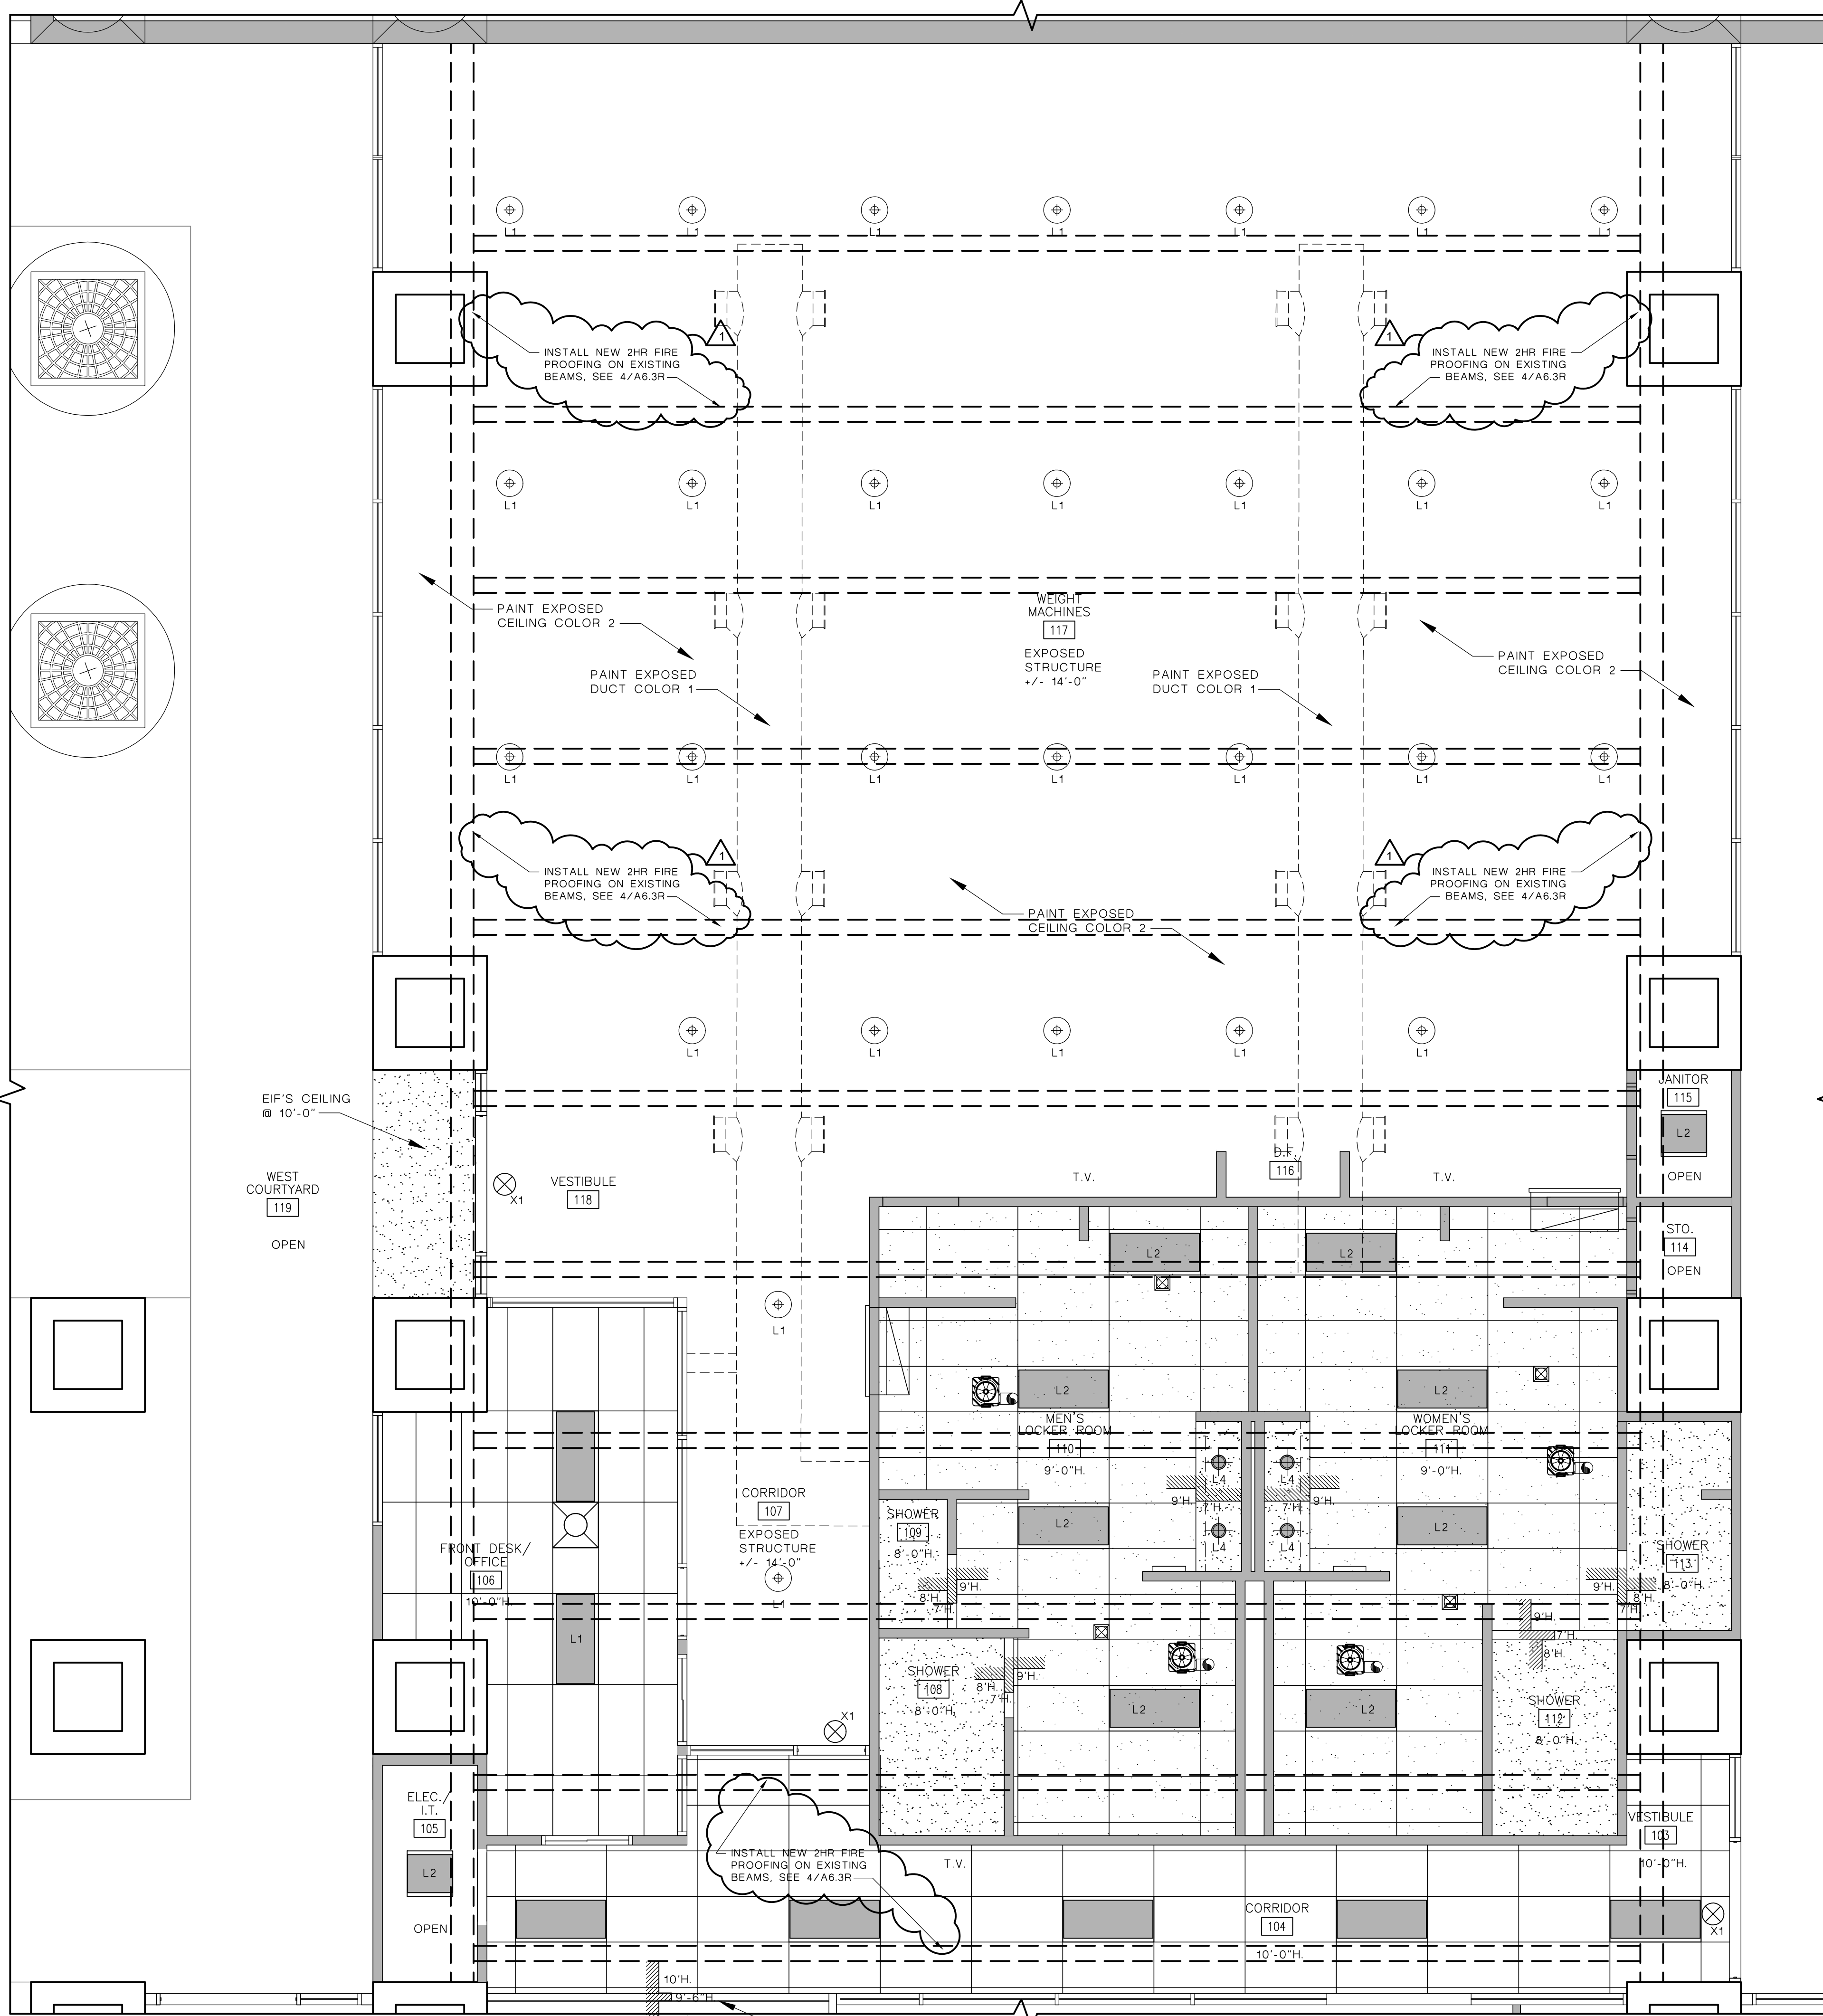 L1
L1
L1
L1
L1
L1
L1
1
1
INSTALL NEW 2HR FIRE
PROOFING ON EXISTING
BEAMS, SEE 4/A6.3R
INSTALL NEW 2HR FIRE
PROOFING ON EXISTING
BEAMS, SEE 4/A6.3R
L1
L1
L1
L1
L1
L1
L1
PAINT EXPOSED
CEILING COLOR 2
WEIGHT
MACHINES
117
EXPOSED
STRUCTURE
+/- 14'-0"
PAINT EXPOSED
CEILING COLOR 2
PAINT EXPOSED
DUCT COLOR 1
PAINT EXPOSED
DUCT COLOR 1
L1
L1
L1
L1
L1
L1
L1
1
1
INSTALL NEW 2HR FIRE
PROOFING ON EXISTING
BEAMS, SEE 4/A6.3R
INSTALL NEW 2HR FIRE
PROOFING ON EXISTING
BEAMS, SEE 4/A6.3R
PAINT EXPOSED
CEILING COLOR 2
L1
L1
L1
L1
L1
EIF'S CEILING
@ 10'-0"
JANITOR
115
L2
OPEN
WEST
COURTYARD
119
OPEN
X1
VESTIBULE
118
T.V.
D.F.
116
T.V.
STO.
114
OPEN
L2
L2
L1
L2
L2
MEN'S
LOCKER ROOM
110
9'-0"H.
WOMEN'S
LOCKER ROOM
111
9'-0"H.
L4
L4
9'H.
7'H.
7'H.
9'H.
L4
L4
CORRIDOR
107
EXPOSED
STRUCTURE
+/- 14'-0"
L1
SHOWER
109
8'-0"H.
L2
L2
9'H.
8'H.
7'H.
SHOWER
113
8'-0"H.
9'H.
8'H.
7'H.
FRONT DESK/
OFFICE
106
10'-0"H.
L1
9'H.
7'H.
8'H.
SHOWER
108
8'-0"H.
9'H.
8'H.
7'H.
L2
L2
SHOWER
112
8'-0"H.
X1
ELEC./
I.T.
105
L2
OPEN
INSTALL NEW 2HR FIRE
PROOFING ON EXISTING
BEAMS, SEE 4/A6.3R
T.V.
VESTIBULE
103
10'-0"H.
CORRIDOR
104
10'-0"H.
X1
10'H.
9'-6"H